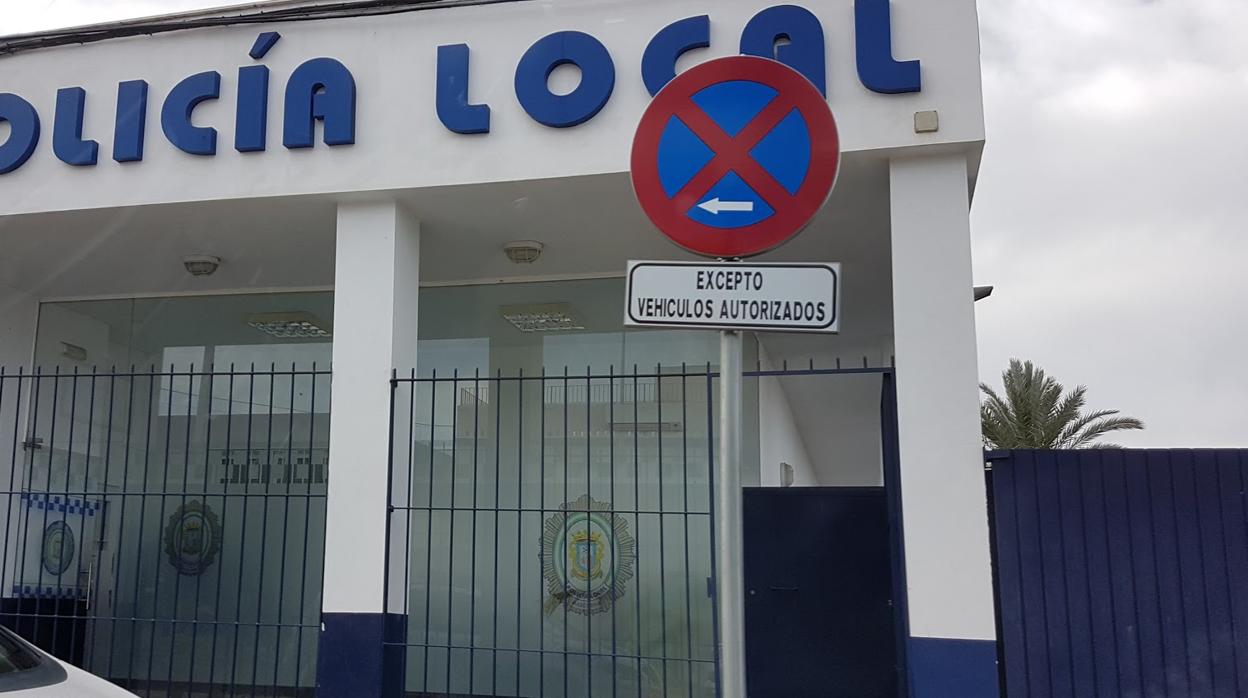 OLICÍA LOCAL
EXCEPTO
VEHICULOS AUTORIZADOS